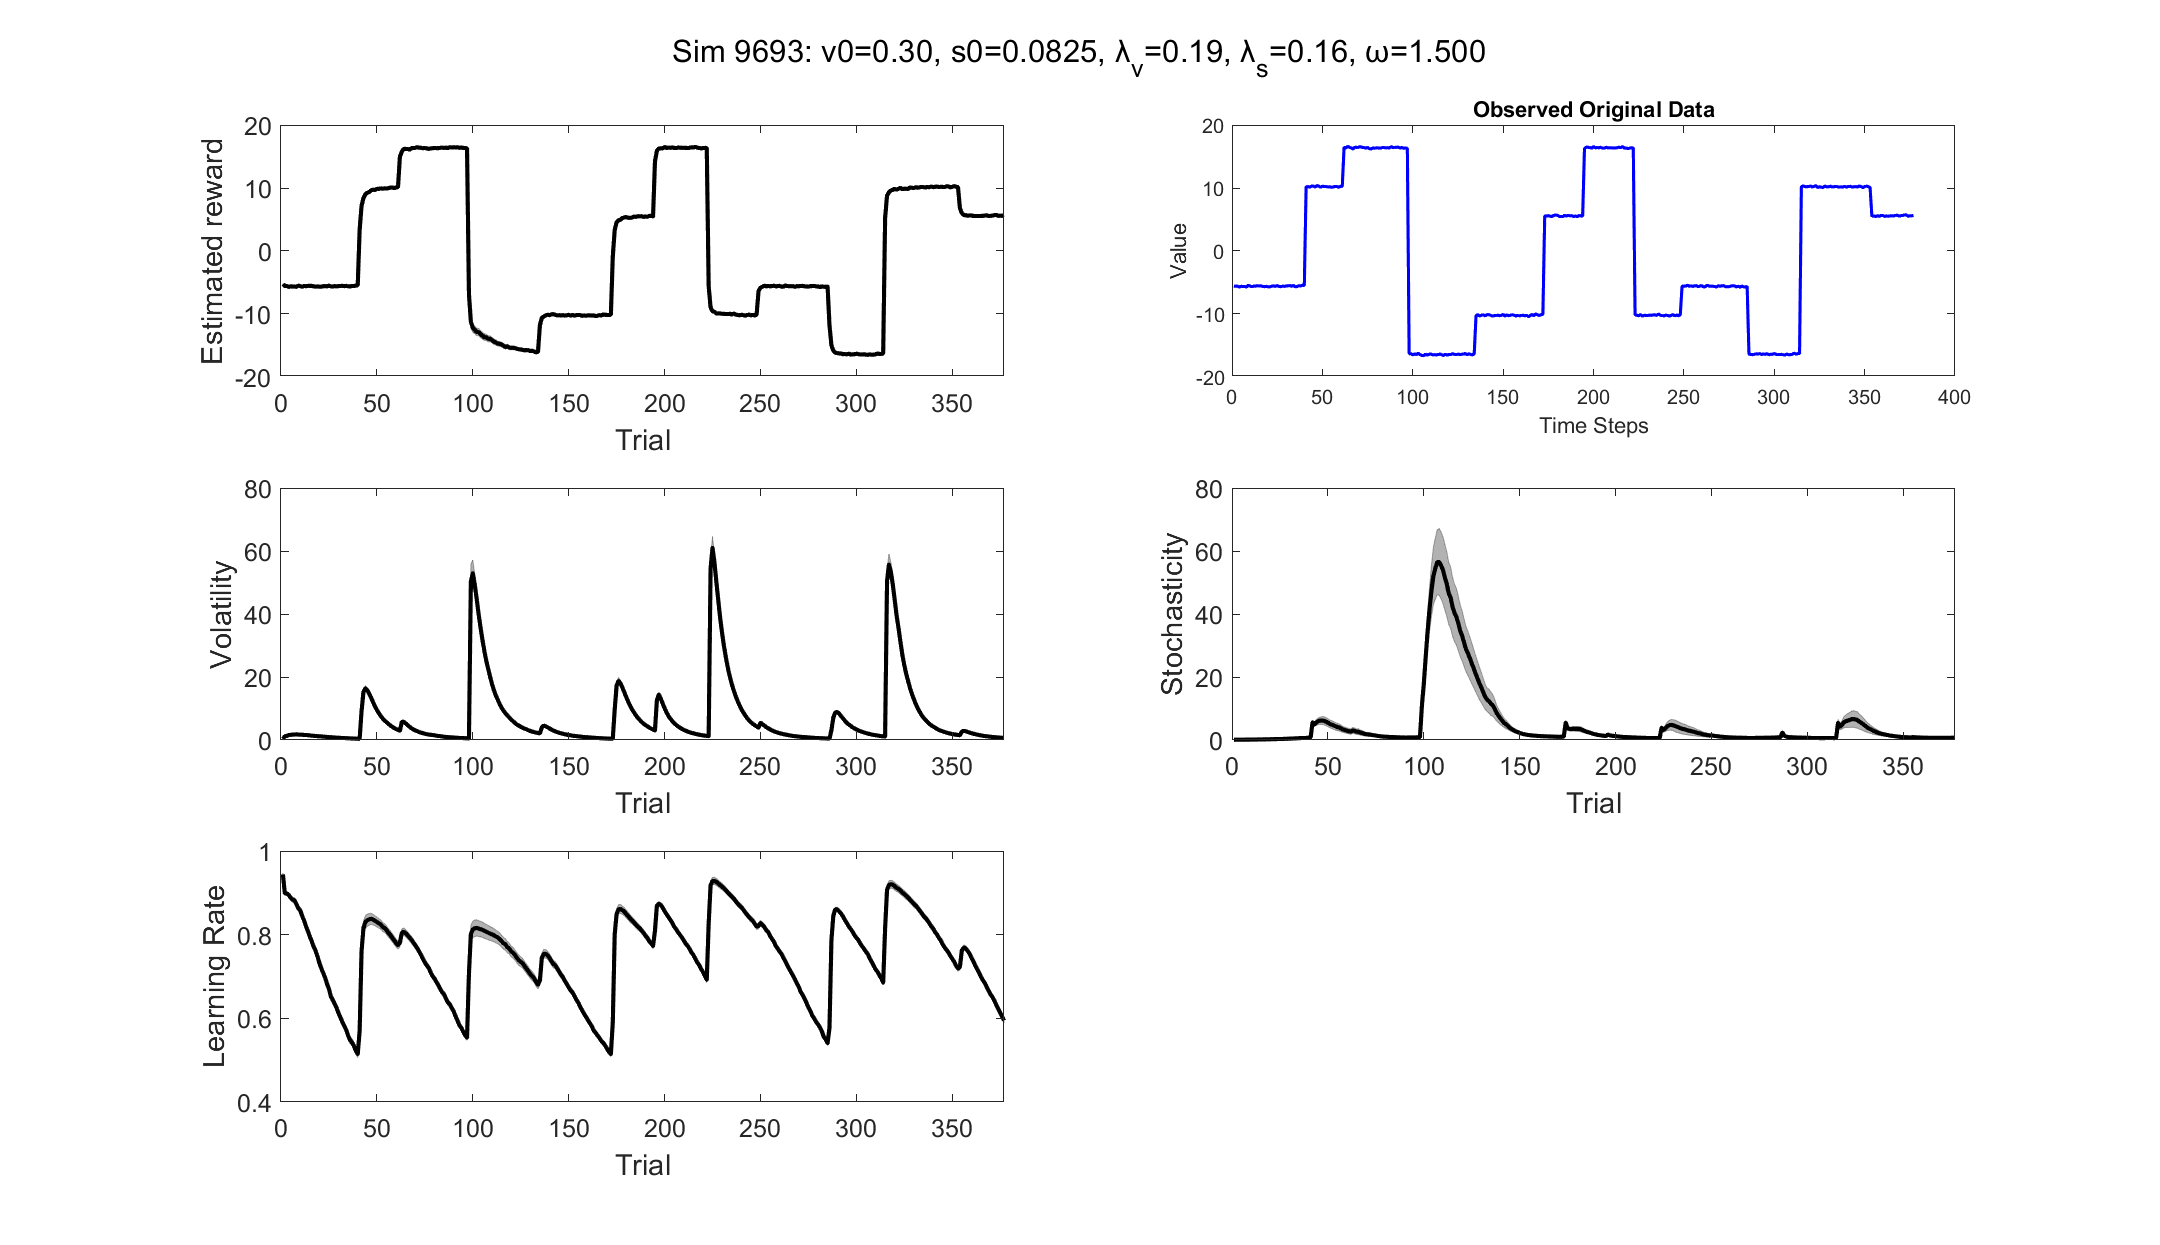 Sim 9693: v0=0.30, s0=0.0825, λ_v=0.19, λ_s=0.16, ω=1.500
Estimated reward
20
10
0
-10
-20
0 50 100 150 200 250 300 350
Trial
Observed Original Data
Value
20
10
0
-10
-20
0 50 100 150 200 250 300 350 400
Time Steps
Volatility
80
60
40
20
0
0 50 100 150 200 250 300 350
Trial
Stochasticity
80
60
40
20
0
0 50 100 150 200 250 300 350
Trial
Learning Rate
1
0.8
0.6
0.4
0 50 100 150 200 250 300 350
Trial